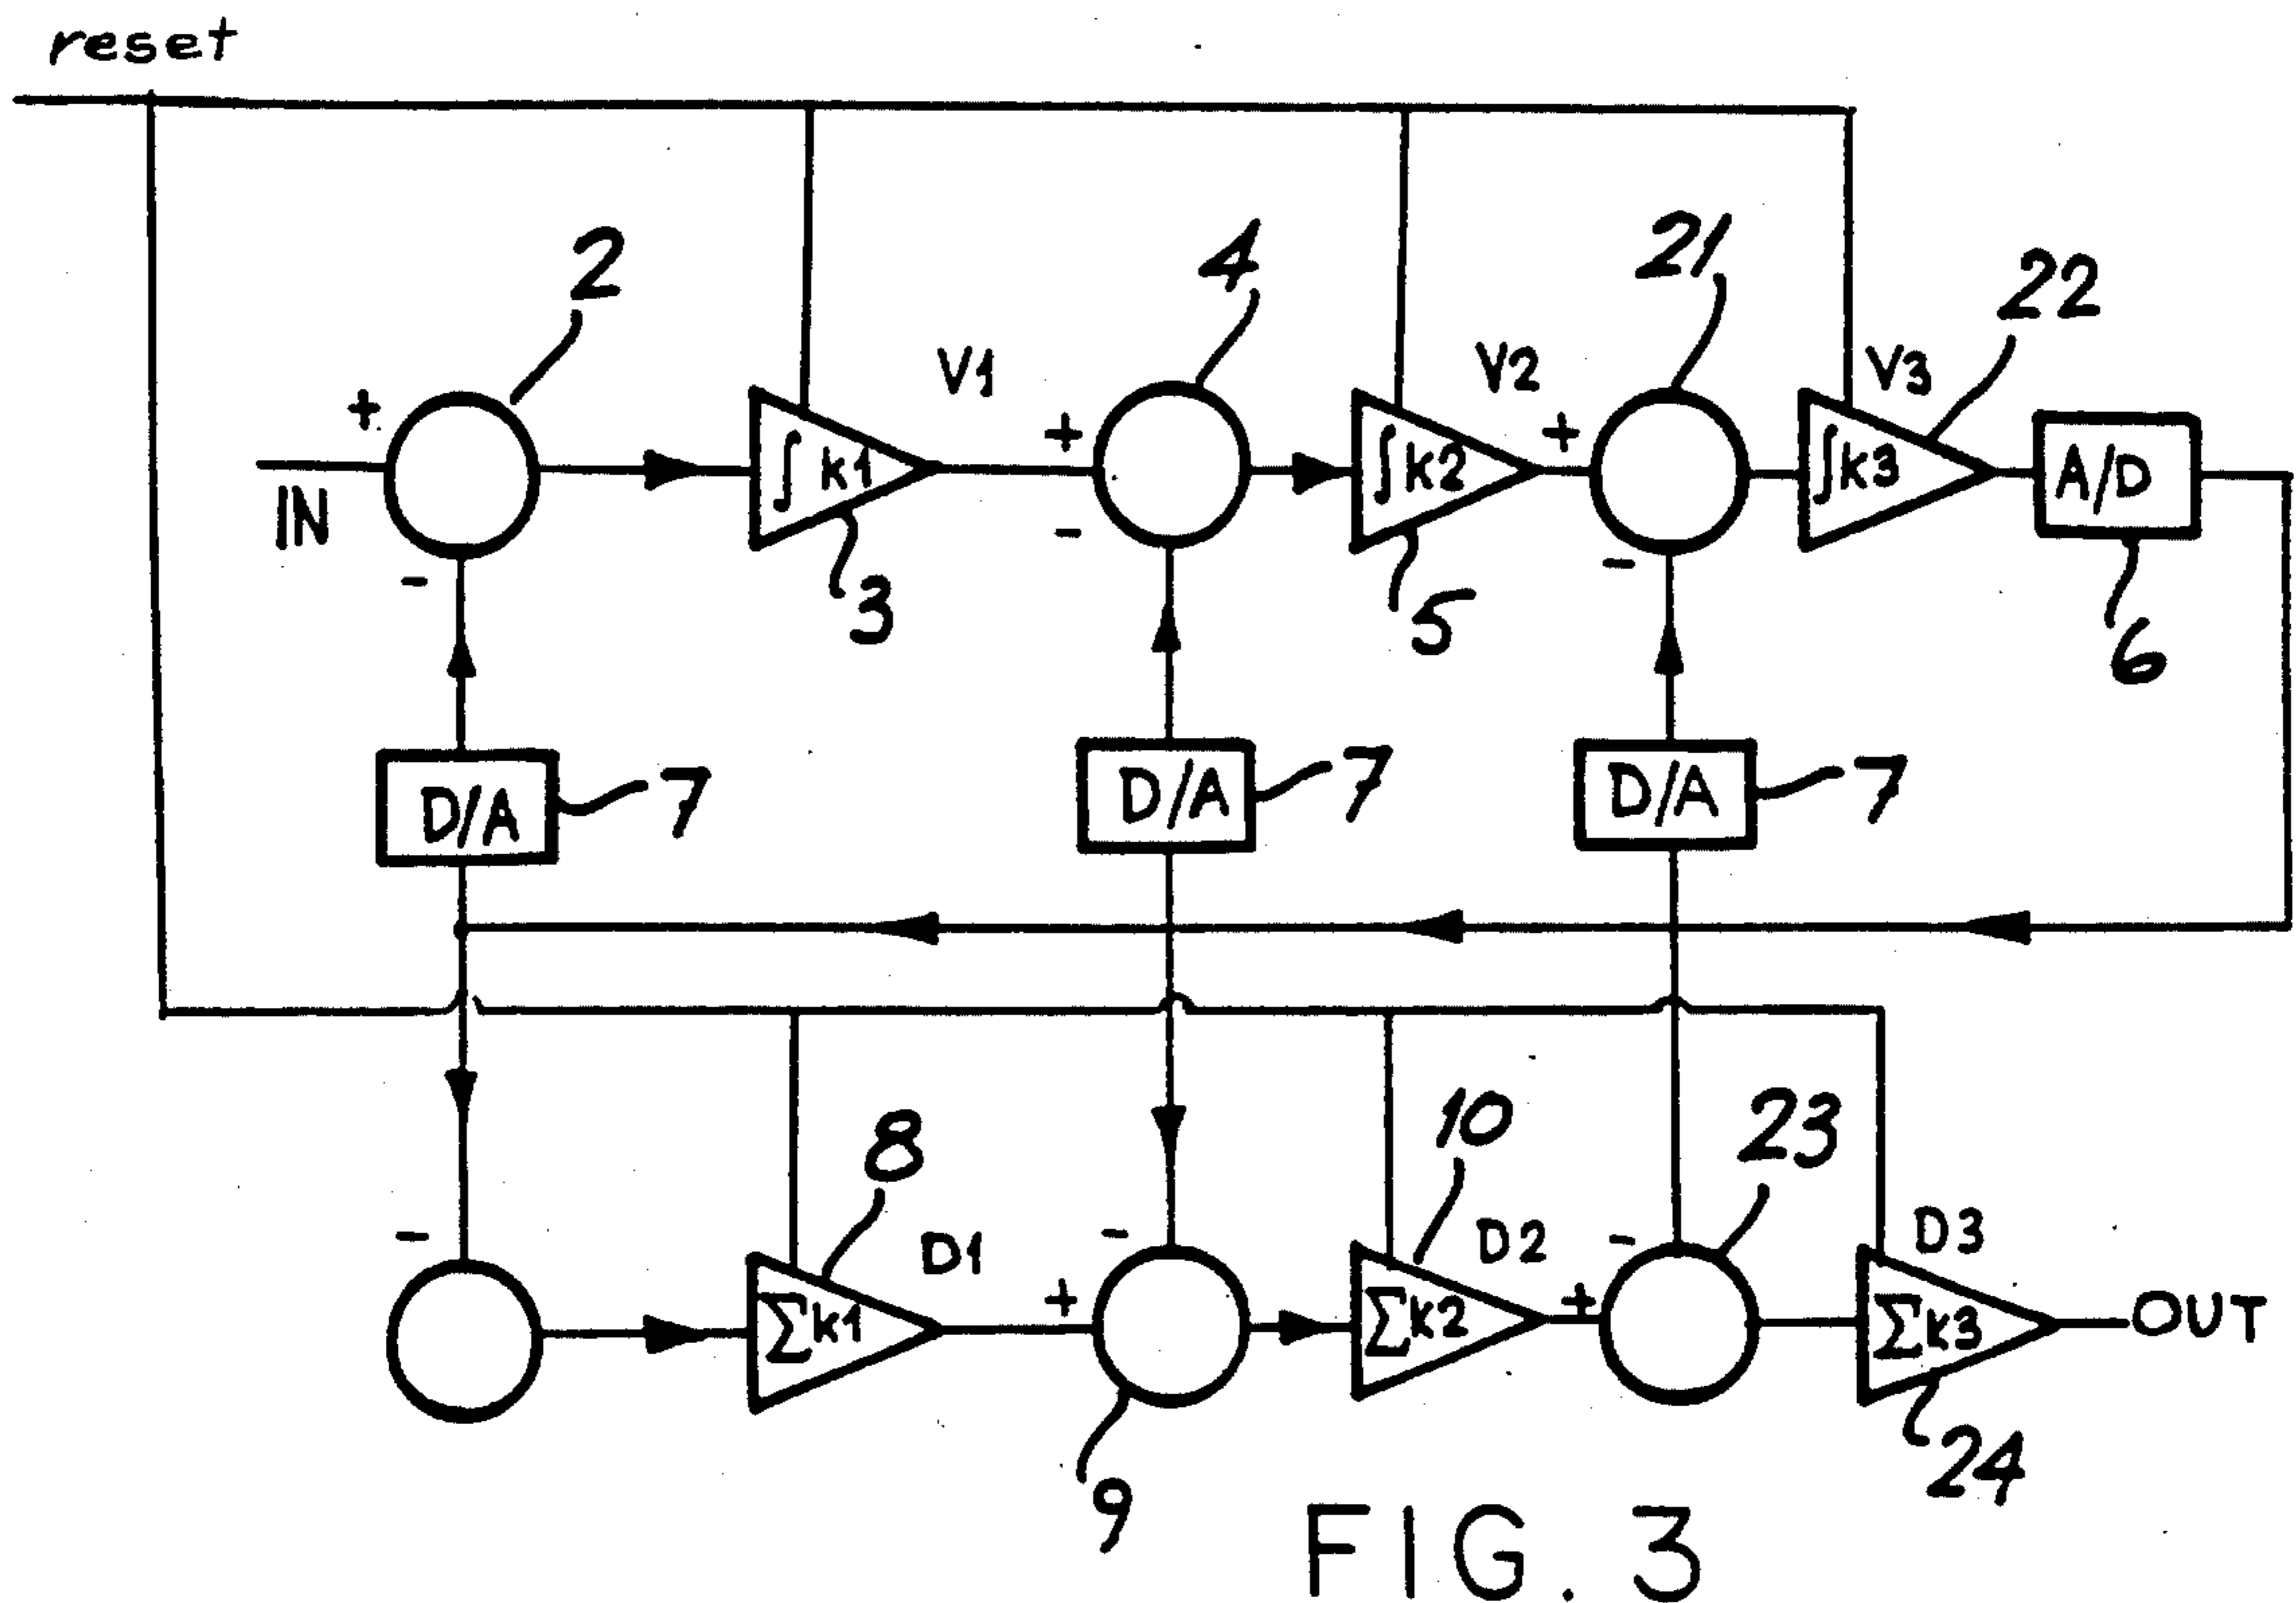 reset
2
4
21
22
V1
V2
V3
+
+
+
IN
∫k1
∫k2
∫k3
A/D
-
-
-
3
5
6
D/A
7
D/A
7
D/A
7
8
10
23
-
D1
-
D2
-
D3
+
+
Σk1
Σk2
Σk3
OUT
9
24
FIG. 3